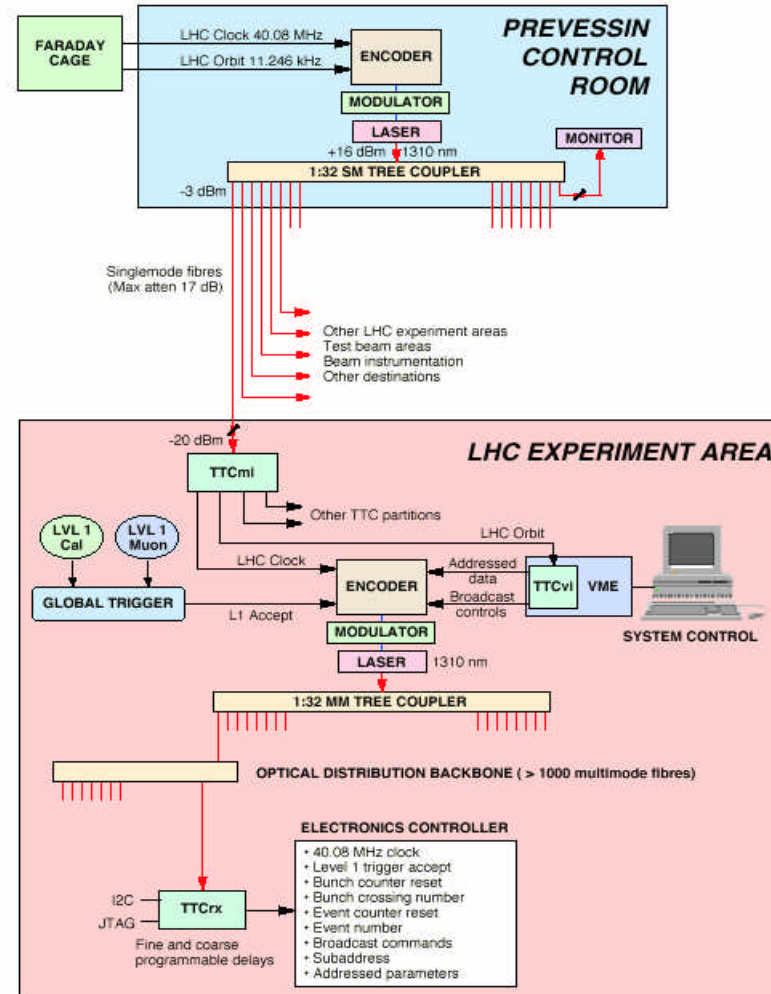 FARADAY
CAGE
LHC Clock 40.08 MHz
LHC Orbit 11.246 kHz
ENCODER
MODULATOR
LASER
PREVESSIN
CONTROL
ROOM
MONITOR
+16 dBm
1310 nm
1:32 SM TREE COUPLER
-3 dBm
Singlemode fibres
(Max atten 17 dB)
Other LHC experiment areas
Test beam areas
Beam instrumentation
Other destinations
LHC EXPERIMENT AREA
-20 dBm
TTCmi
Other TTC partitions
LHC Orbit
LVL 1
Cal
LVL 1
Muon
LHC Clock
GLOBAL TRIGGER
L1 Accept
ENCODER
Addressed
data
Broadcast
controls
TTCvi
VME
SYSTEM CONTROL
MODULATOR
LASER
1310 nm
1:32 MM TREE COUPLER
OPTICAL DISTRIBUTION BACKBONE ( > 1000 multimode fibres)
I2C
JTAG
TTCrx
Fine and coarse
programmable delays
ELECTRONICS CONTROLLER
• 40.08 MHz clock
• Level 1 trigger accept
• Bunch counter reset
• Bunch crossing number
• Event counter reset
• Event number
• Broadcast commands
• Subaddress
• Addressed parameters